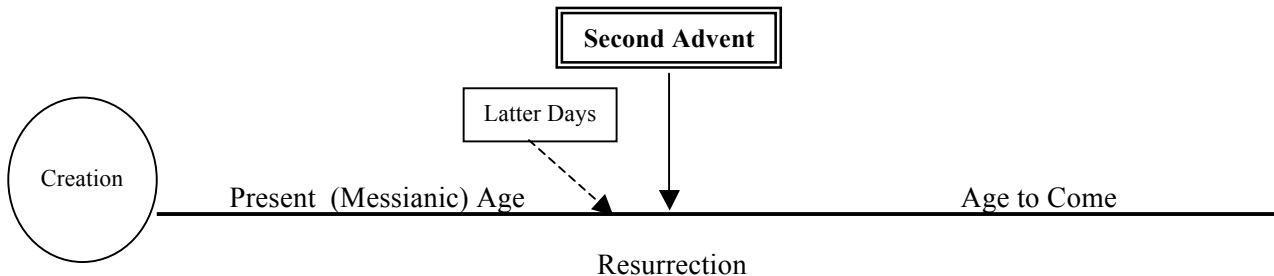 Second Advent
Latter Days
Creation
Present (Messianic) Age
Age to Come
Resurrection